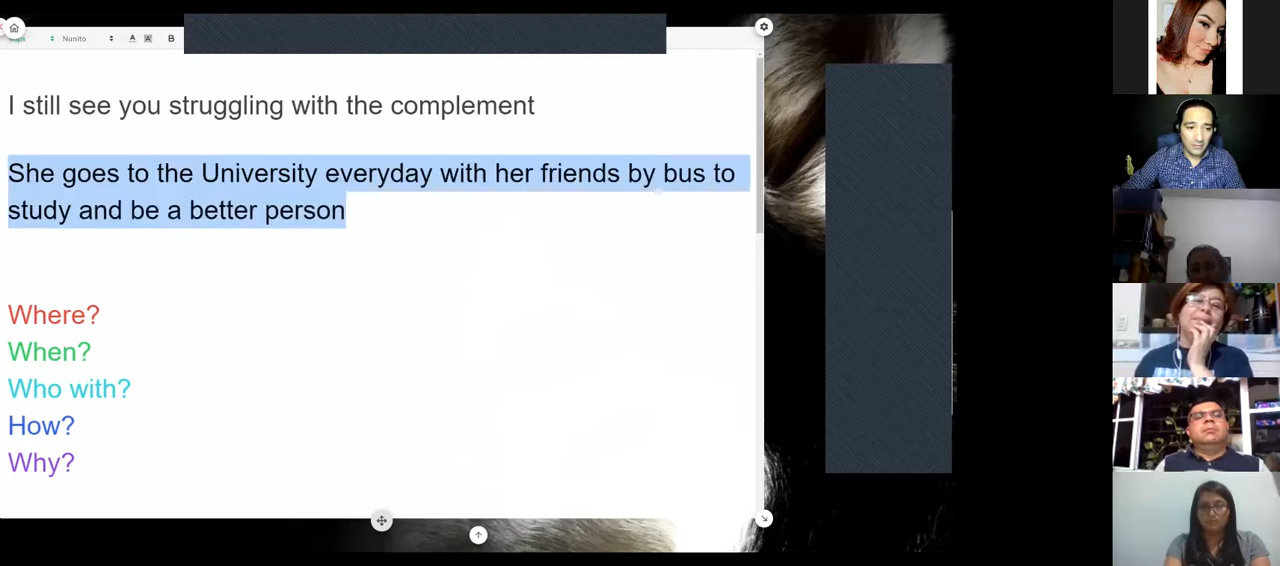 Nunito
B
I still see you struggling with the complement
She goes to the University everyday with her friends by bus to
study and be a better person
Where?
When?
Who with?
How?
Why?